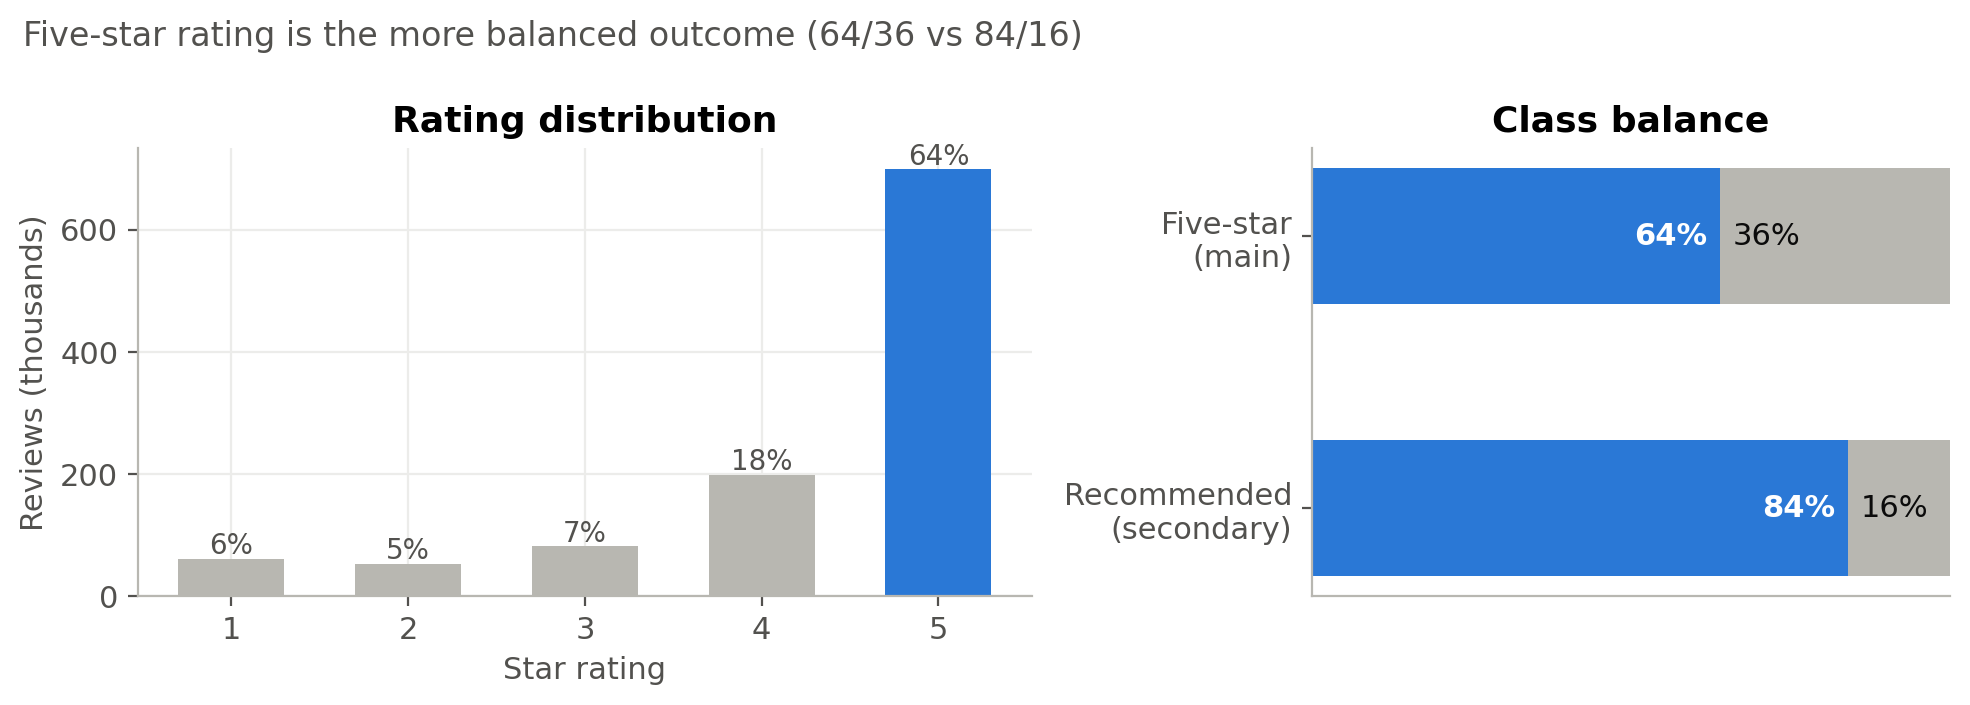 Five-star rating is the more balanced outcome (64/36 vs 84/16)
Rating distribution
Reviews (thousands)
600
400
200
0
6%
5%
7%
18%
64%
1
2
3
4
5
Star rating
Class balance
Five-star
(main)
64%
36%
Recommended
(secondary)
84%
16%